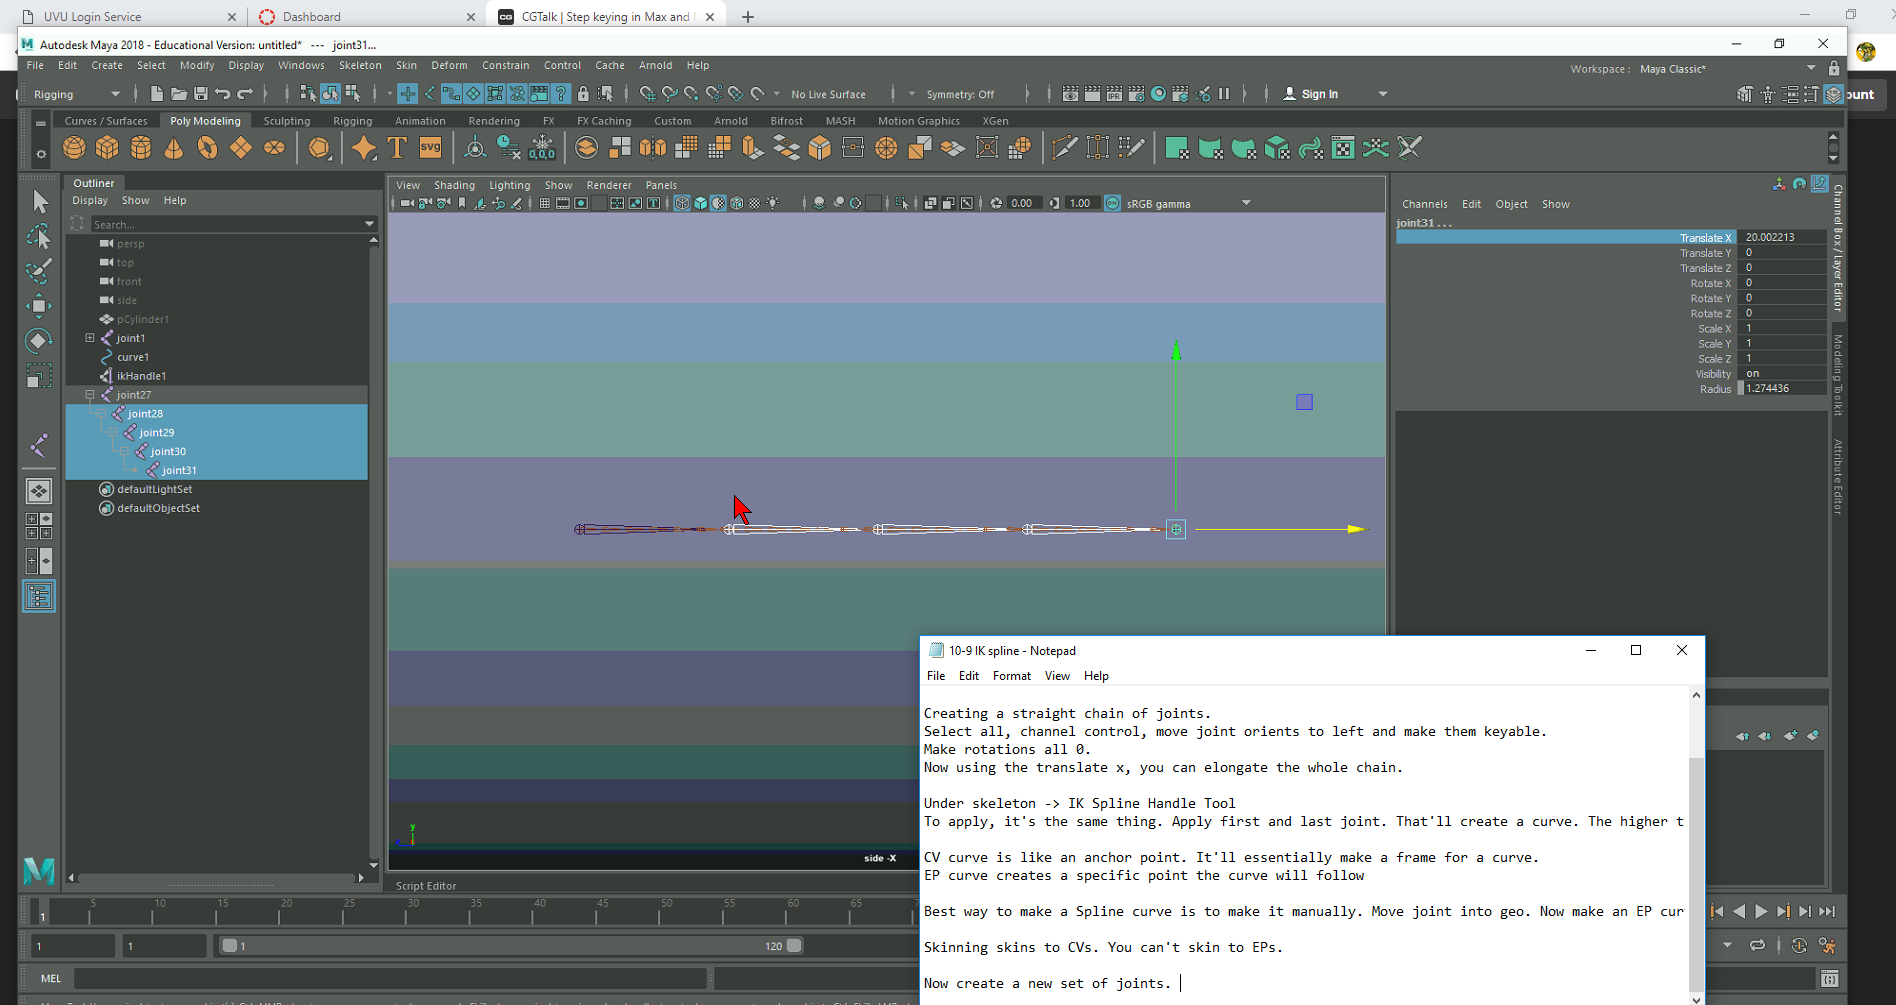 UVU Login Service
Dashboard
CGTalk | Step keying in Max and
Autodesk Maya 2018 - Educational Version: untitled* --- joint31...
File Edit Create Select Modify Display Windows Skeleton Skin Deform Constrain Control Cache Arnold Help
Workspace : Maya Classic*
Rigging
No Live Surface
Symmetry: Off
Sign In
ount
Curves / Surfaces Poly Modeling Sculpting Rigging Animation Rendering FX FX Caching Custom Arnold Bifrost MASH Motion Graphics XGen
T
SVG
0,0,0
Outliner
Display Show Help
Search...
persp
top
front
side
pCylinder1
joint1
curve1
ikHandle1
joint27
joint28
joint29
joint30
joint31
defaultLightSet
defaultObjectSet
View Shading Lighting Show Renderer Panels
0.00
1.00
sRGB gamma
y
side -X
Channels Edit Object Show
joint31 ...
Translate X 20.002213
Translate Y 0
Translate Z 0
Rotate X 0
Rotate Y 0
Rotate Z 0
Scale X 1
Scale Y 1
Scale Z 1
Visibility on
Radius 1.274436
Channel Box / Layer Editor
Modeling Toolkit
Attribute Editor
10-9 IK spline - Notepad
File Edit Format View Help
Creating a straight chain of joints.
Select all, channel control, move joint orients to left and make them keyable.
Make rotations all 0.
Now using the translate x, you can elongate the whole chain.
Under skeleton -> IK Spline Handle Tool
To apply, it's the same thing. Apply first and last joint. That'll create a curve. The higher t
CV curve is like an anchor point. It'll essentially make a frame for a curve.
EP curve creates a specific point the curve will follow
Best way to make a Spline curve is to make it manually. Move joint into geo. Now make an EP cur
Skinning skins to CVs. You can't skin to EPs.
Now create a new set of joints.
Script Editor
1 5 10 15 20 25 30 35 40 45 50 55 60 65
1
1
1
120
MEL